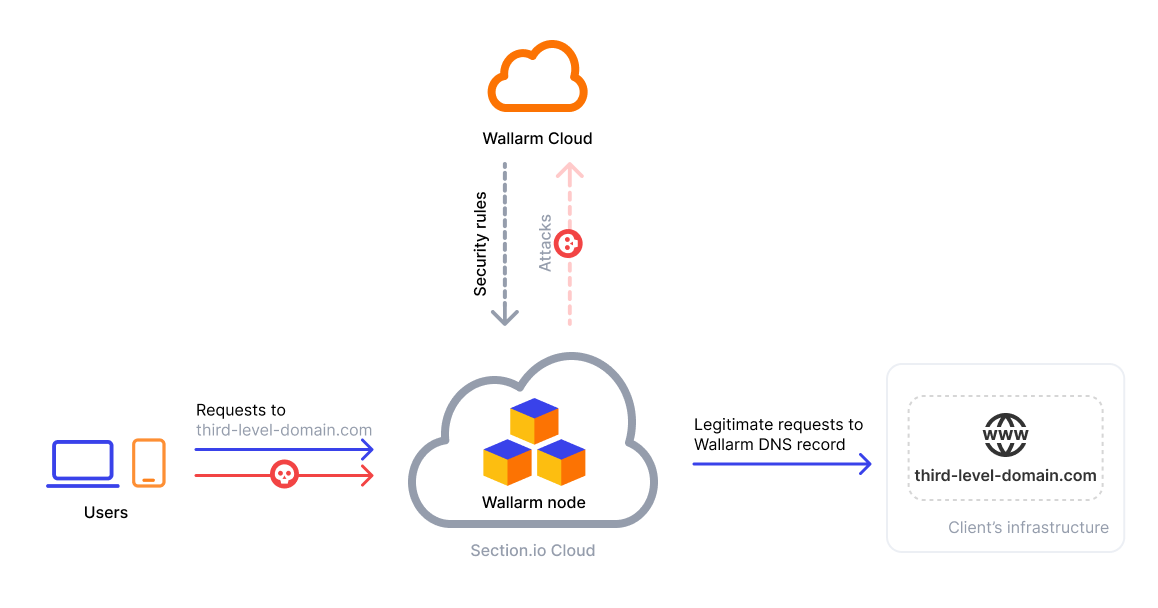 Wallarm Cloud
Security rules
Attacks
Requests to
third-level-domain.com
Users
Wallarm node
Section.io Cloud
Legitimate requests to
Wallarm DNS record
WWW
third-level-domain.com
Client’s infrastructure